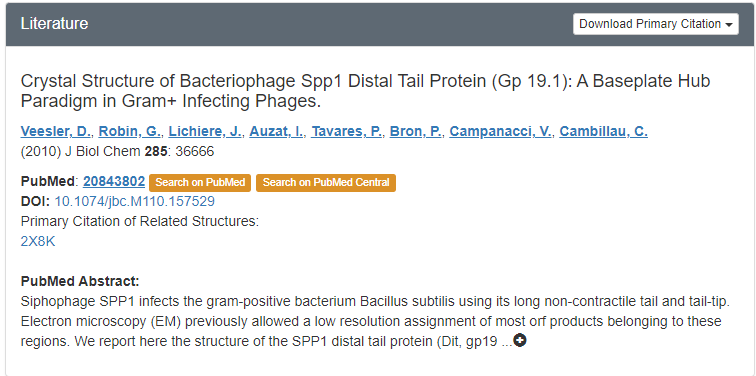 Literature
Download Primary Citation
Crystal Structure of Bacteriophage Spp1 Distal Tail Protein (Gp 19.1): A Baseplate Hub
Paradigm in Gram+ Infecting Phages.
Veesler, D., Robin, G., Lichiere, J., Auzat, I., Tavares, P., Bron, P., Campanacci, V., Cambillau, C.
(2010) J Biol Chem 285: 36666
PubMed: 20843802 Search on PubMed Search on PubMed Central
DOI: 10.1074/jbc.M110.157529
Primary Citation of Related Structures:
2X8K
PubMed Abstract:
Siphophage SPP1 infects the gram-positive bacterium Bacillus subtilis using its long non-contractile tail and tail-tip.
Electron microscopy (EM) previously allowed a low resolution assignment of most orf products belonging to these
regions. We report here the structure of the SPP1 distal tail protein (Dit, gp19 ...